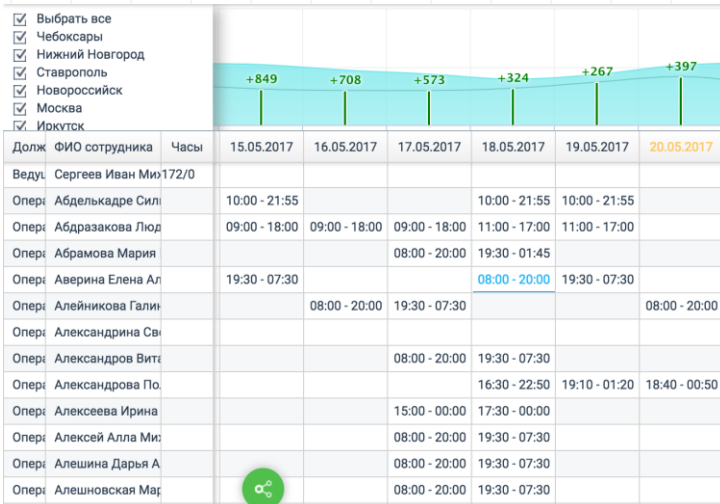 Выбрать все
Чебоксары
Нижний Новгород
Ставрополь
Новороссийск
Москва
Иркутск
+849 +708 +573 +324 +267 +397
Долж ФИО сотрудника Часы 15.05.2017 16.05.2017 17.05.2017 18.05.2017 19.05.2017 20.05.2017
Ведущ Сергеев Иван Мих 172/0
Опера Абделькадре Сил 10:00 - 21:55 10:00 - 21:55 10:00 - 21:55
Опера Абдразакова Люд 09:00 - 18:00 09:00 - 18:00 09:00 - 18:00 11:00 - 17:00 11:00 - 17:00
Опера Абрамова Мария 08:00 - 20:00 19:30 - 01:45
Опера Аверина Елена Ал 19:30 - 07:30 08:00 - 20:00 19:30 - 07:30
Опера Алейникова Галин 08:00 - 20:00 19:30 - 07:30 08:00 - 20:00
Опера Александрина Све
Опера Александров Вита 08:00 - 20:00 19:30 - 07:30
Опера Александрова По. 16:30 - 22:50 19:10 - 01:20 18:40 - 00:50
Опера Алексеева Ирина 15:00 - 00:00 17:30 - 00:00
Опера Алексей Алла Мих 08:00 - 20:00 19:30 - 07:30
Опера Алешина Дарья А 08:00 - 20:00 19:30 - 07:30
Опера Алешновская Мар 08:00 - 20:00 19:30 - 07:30